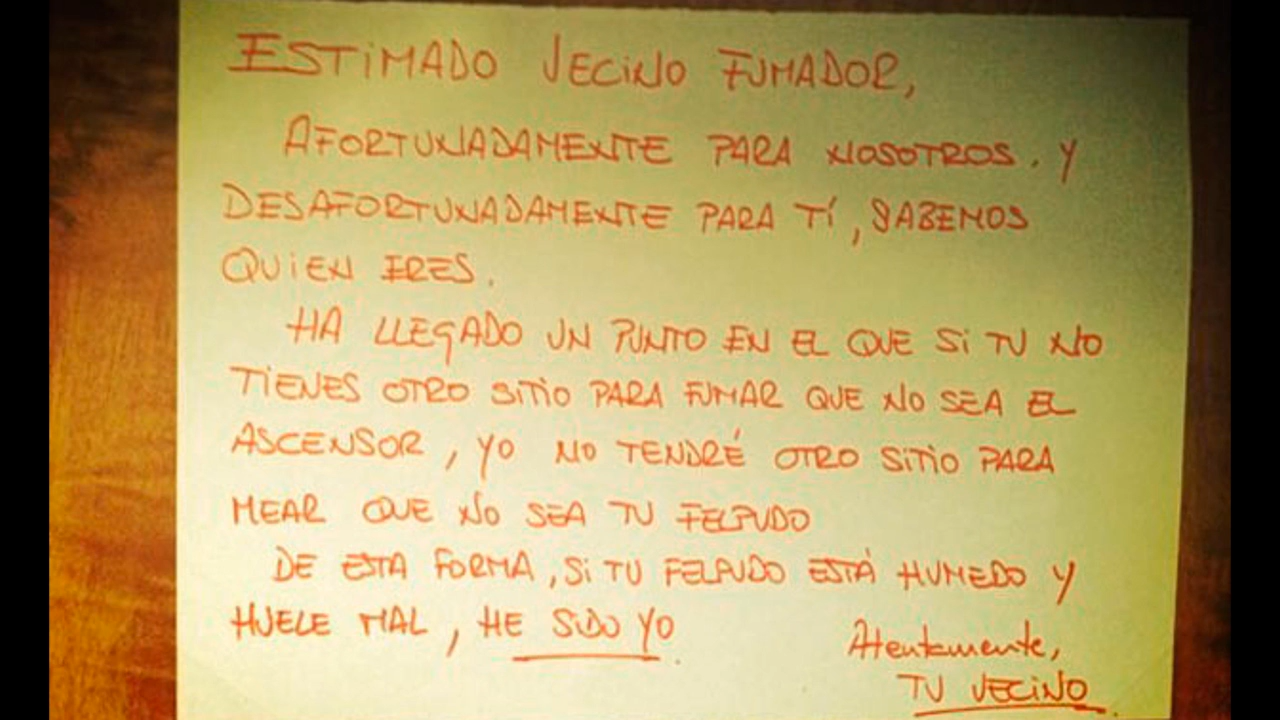 ESTIMADO VECINO FUMADOR,
AFORTUNADAMENTE PARA NOSOTROS. Y
DESAFORTUNADAMENTE PARA TÍ, SABEMOS
QUIEN ERES.
HA LLEGADO UN PUNTO EN EL QUE SI TU NO
TIENES OTRO SITIO PARA FUMAR QUE NO SEA EL
ASCENSOR, YO NO TENDRÉ OTRO SITIO PARA
MEAR QUE NO SEA TU FELPUDO
DE ESTA FORMA, SI TU FELPUDO ESTÁ HUMEDO Y
HUELE MAL, HE SIDO YO.
Atentamente,
TU VECINO.